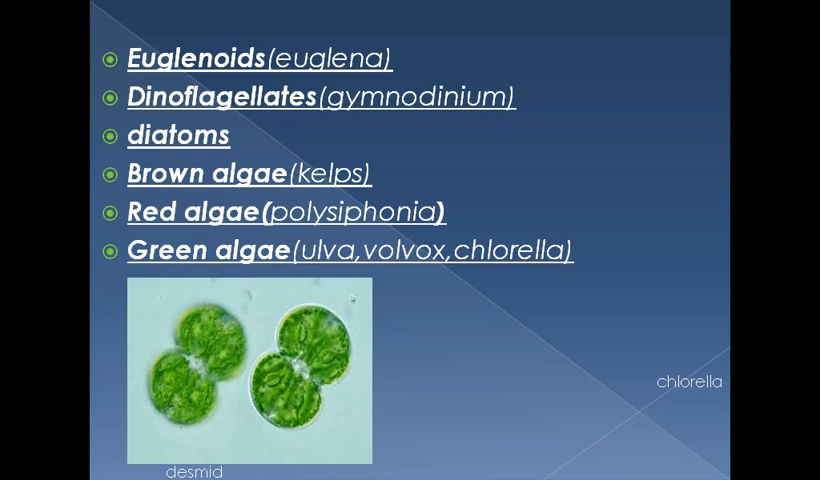 Euglenoids(euglena)
Dinoflagellates(gymnodinium)
diatoms
Brown algae(kelps)
Red algae(polysiphonia)
Green algae(ulva,volvox,chlorella)
chlorella
desmid